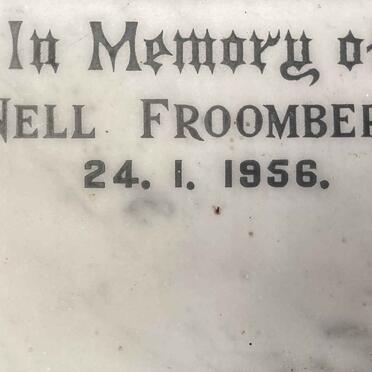 In Memory o
NELL FROOMBER
24. 1. 1956.